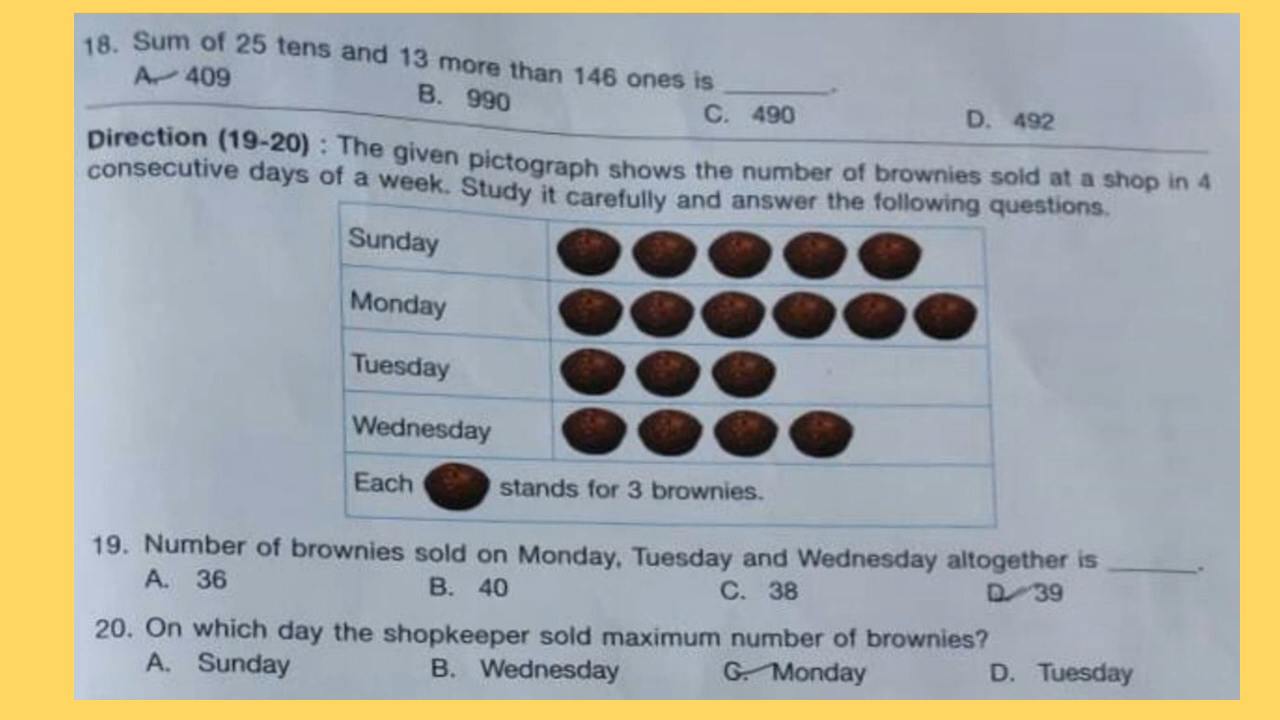 18. Sum of 25 tens and 13 more than 146 ones is ________.
A. 409 B. 990 C. 490 D. 492
Direction (19-20) : The given pictograph shows the number of brownies sold at a shop in 4
consecutive days of a week. Study it carefully and answer the following questions.
Sunday
Monday
Tuesday
Wednesday
Each stands for 3 brownies.
19. Number of brownies sold on Monday, Tuesday and Wednesday altogether is ________.
A. 36 B. 40 C. 38 D. 39
20. On which day the shopkeeper sold maximum number of brownies?
A. Sunday B. Wednesday C. Monday D. Tuesday